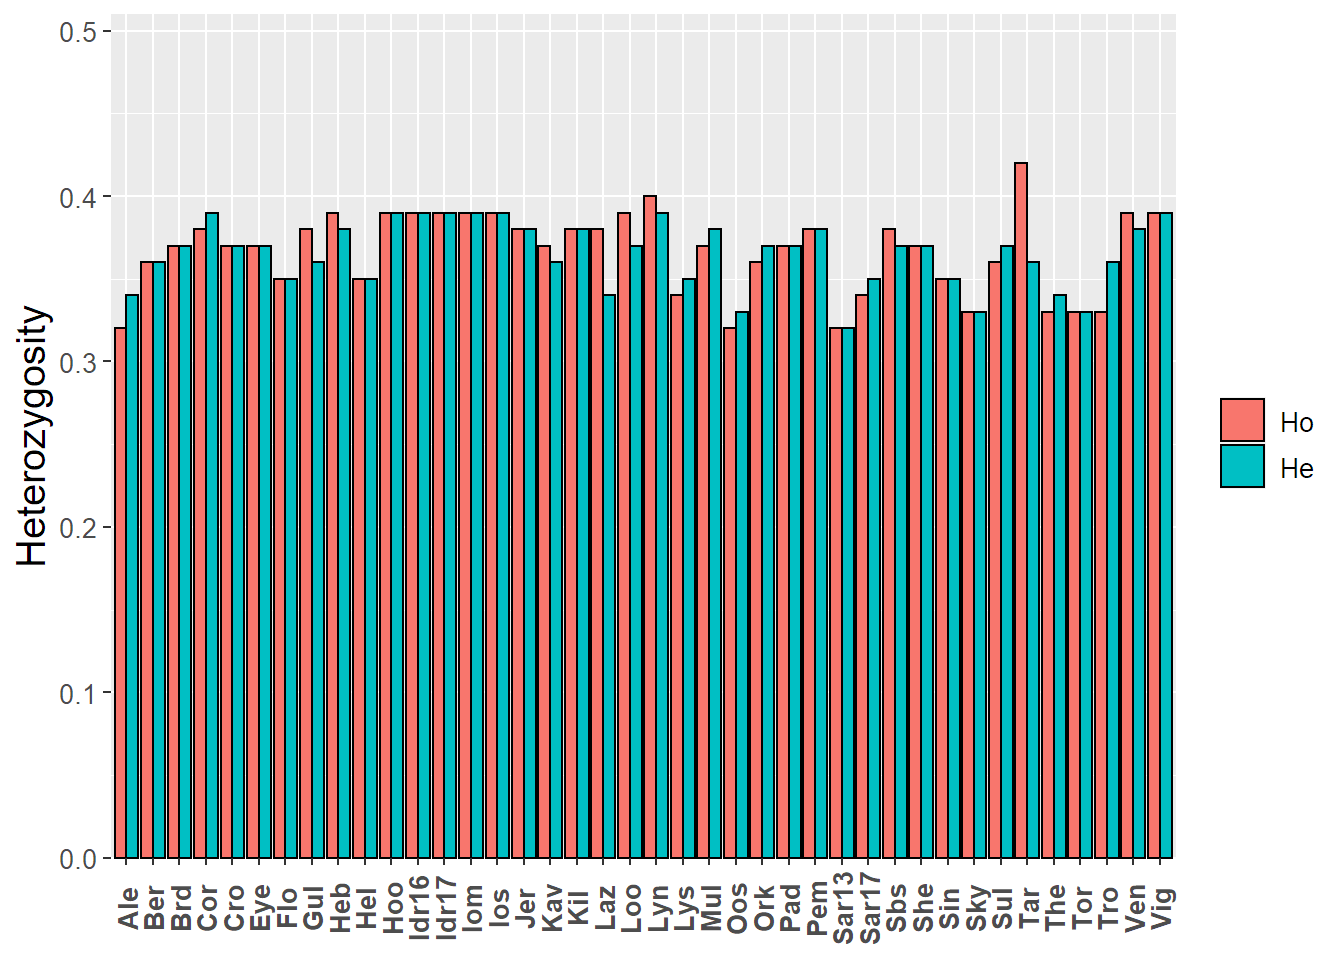 Heterozygosity
0.5
0.4
0.3
0.2
0.1
0.0
Ale
Ber
Brd
Cor
Cro
Eye
Flo
Gul
Heb
Hel
Hoo
Idr16
Idr17
Iom
Ios
Jer
Kav
Kil
Laz
Loo
Lyn
Lys
Mul
Oos
Ork
Pad
Pem
Sar13
Sar17
Sbs
She
Sin
Sky
Sul
Tar
The
Tor
Tro
Ven
Vig
Ho
He